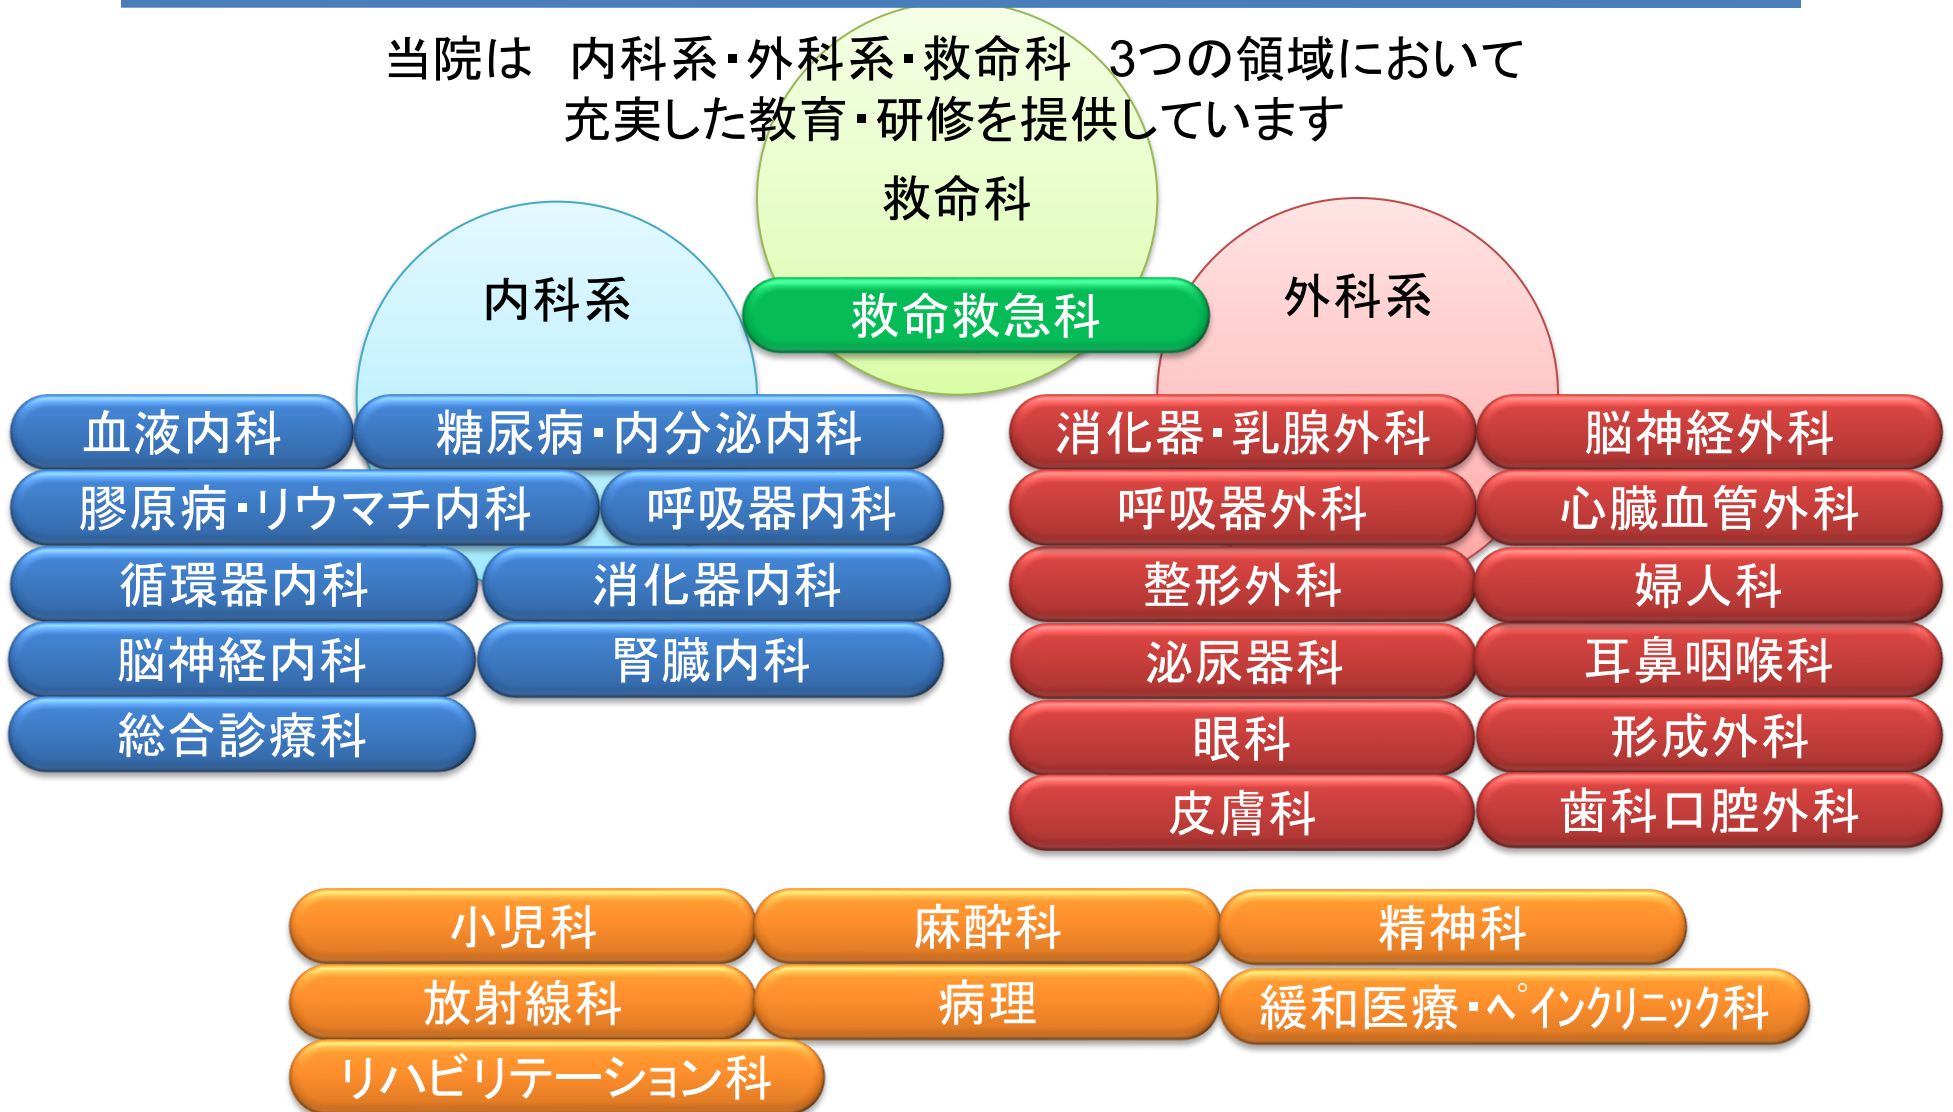 当院は　内科系・外科系・救命科　3つの領域において
充実した教育・研修を提供しています
救命科
内科系
外科系
救命救急科
血液内科
糖尿病・内分泌内科
膠原病・リウマチ内科
呼吸器内科
循環器内科
消化器内科
脳神経内科
腎臓内科
総合診療科
消化器・乳腺外科
脳神経外科
呼吸器外科
心臓血管外科
整形外科
婦人科
泌尿器科
耳鼻咽喉科
眼科
形成外科
皮膚科
歯科口腔外科
小児科
麻酔科
精神科
放射線科
病理
緩和医療・ﾍﾟｲﾝｸﾘﾆｯｸ科
リハビリテーション科